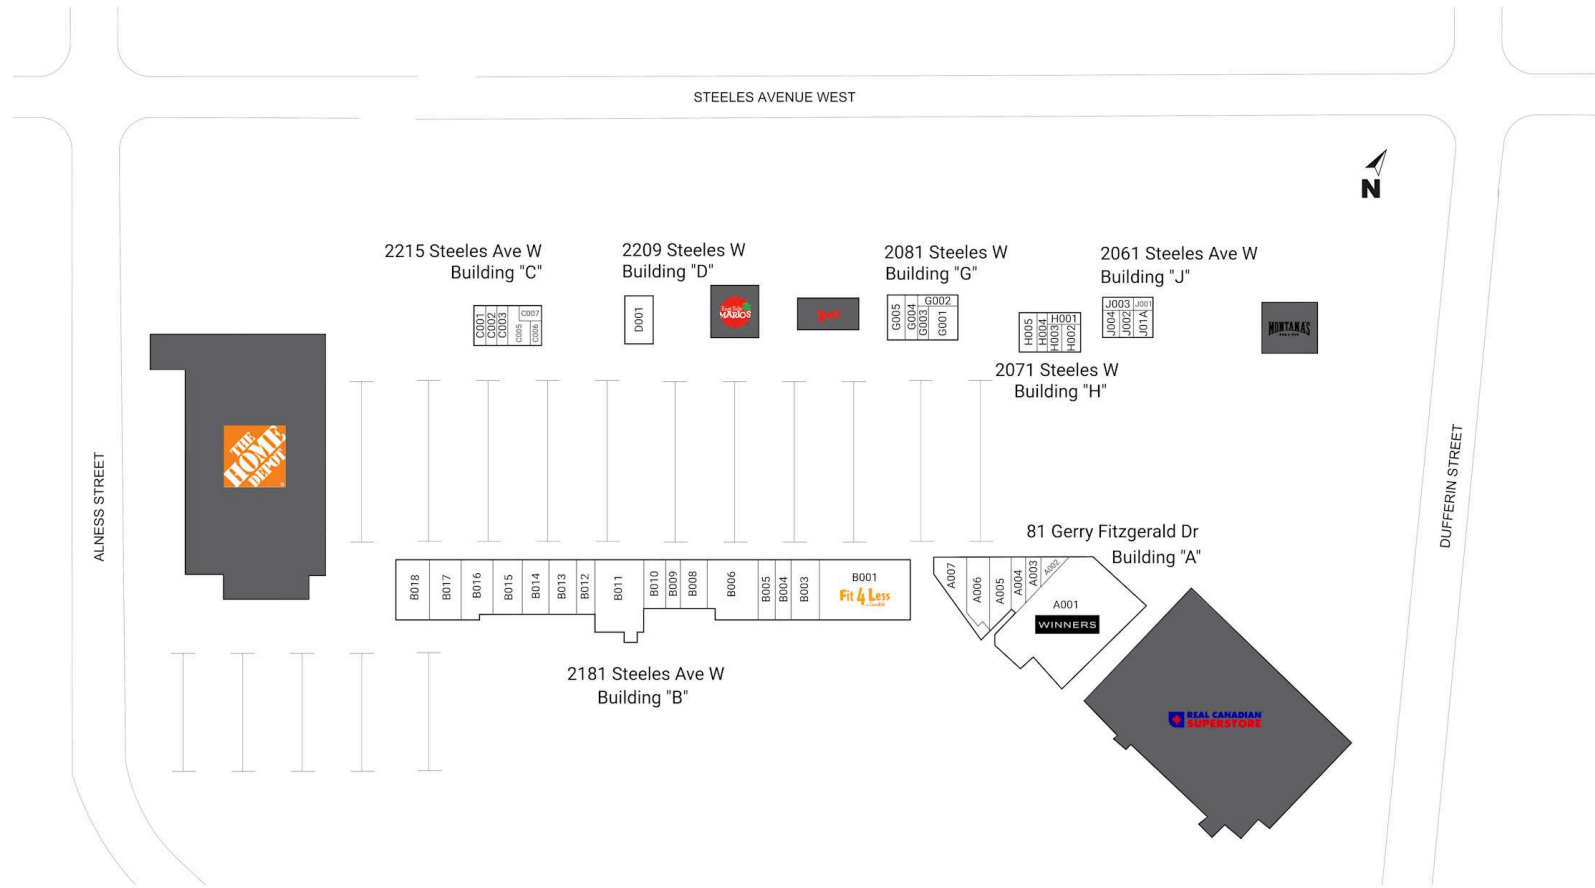 STEELES AVENUE WEST
N
2215 Steeles Ave W
Building "C"
2209 Steeles W
Building "D"
2081 Steeles W
Building "G"
2061 Steeles Ave W
Building "J"
C001
C002
C003
C005
C007
C006
D001
East Side
MARIOS
G005
G004
G003
G002
G001
H005
H004
H003
H001
H002
J003
J001
J004
J002
J01A
MONTANA'S
2071 Steeles W
Building "H"
THE
HOME
DEPOT
ALNESS STREET
DUFFERIN STREET
81 Gerry Fitzgerald Dr
Building "A"
B018
B017
B016
B015
B014
B013
B012
B011
B010
B009
B008
B006
B005
B004
B003
B001
Fit 4 Less
A007
A006
A005
A004
A003
A002
A001
WINNERS
2181 Steeles Ave W
Building "B"
REAL CANADIAN
SUPERSTORE